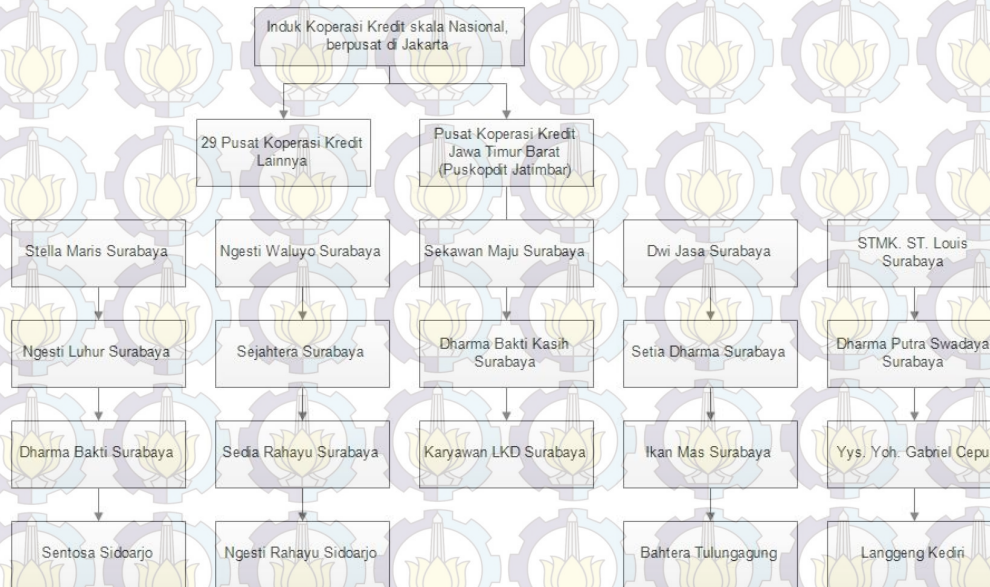 Induk Koperasi Kredit skala Nasional,
berpusat di Jakarta
29 Pusat Koperasi Kredit
Lainnya
Pusat Koperasi Kredit
Jawa Timur Barat
(Puskopdit Jatimbar)
Stella Maris Surabaya
Ngesti Waluyo Surabaya
Sekawan Maju Surabaya
Dwi Jasa Surabaya
STMK. ST. Louis
Surabaya
Ngesti Luhur Surabaya
Sejahtera Surabaya
Dharma Bakti Kasih
Surabaya
Setia Dharma Surabaya
Dharma Putra Swadaya
Surabaya
Dharma Bakti Surabaya
Sedia Rahayu Surabaya
Karyawan LKD Surabaya
Ikan Mas Surabaya
Yys. Yoh. Gabriel Cepu
Sentosa Sidoarjo
Ngesti Rahayu Sidoarjo
Bahtera Tulungagung
Langgeng Kediri